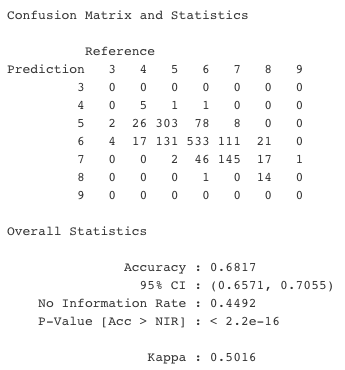 Confusion Matrix and Statistics
Reference
Prediction 3 4 5 6 7 8 9
3 0 0 0 0 0 0 0
4 0 5 1 1 0 0 0
5 2 26 303 78 8 0 0
6 4 17 131 533 111 21 0
7 0 0 2 46 145 17 1
8 0 0 0 1 0 14 0
9 0 0 0 0 0 0 0
Overall Statistics
Accuracy : 0.6817
95% CI : (0.6571, 0.7055)
No Information Rate : 0.4492
P-Value [Acc > NIR] : < 2.2e-16
Kappa : 0.5016